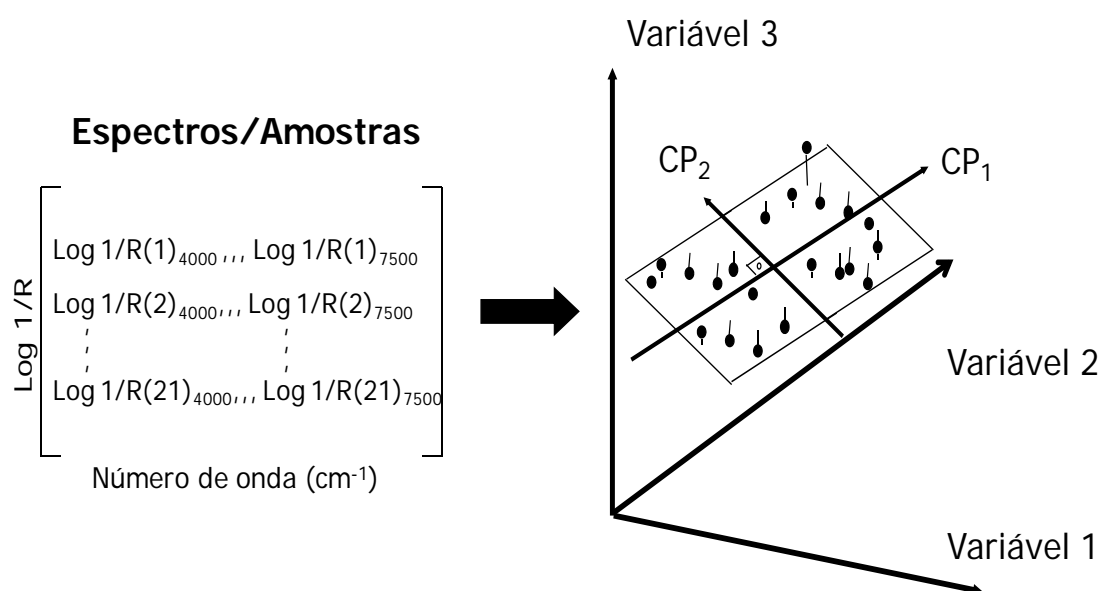 Espectros/Amostras
Log 1/R
Log 1/R(1)4000 ,,, Log 1/R(1)7500
Log 1/R(2)4000 ,,, Log 1/R(2)7500
Log 1/R(21)4000 ,,, Log 1/R(21)7500
Número de onda (cm-1)
Variável 3
CP2
CP1
Variável 2
Variável 1